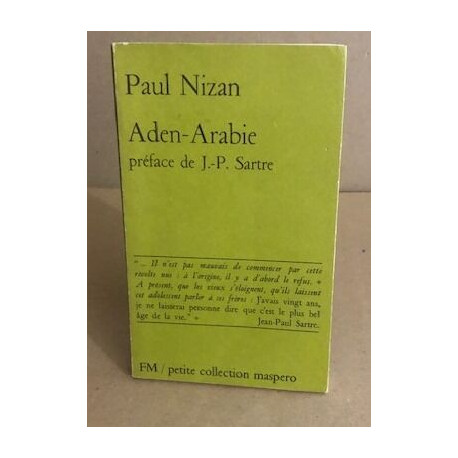 Paul Nizan
Aden-Arabie
préface de J.-P. Sartre
"... Il n'est pas mauvais de commencer par cette
révolte nue : à l'origine, il y a d'abord le refus. »
A présent, que les vieux s'éloignent, qu'ils laissent
cet adolescent parler à ses frères : J'avais vingt ans,
je ne laisserai personne dire que c'est le plus bel
âge de la vie." »
Jean-Paul Sartre.
FM / petite collection maspero